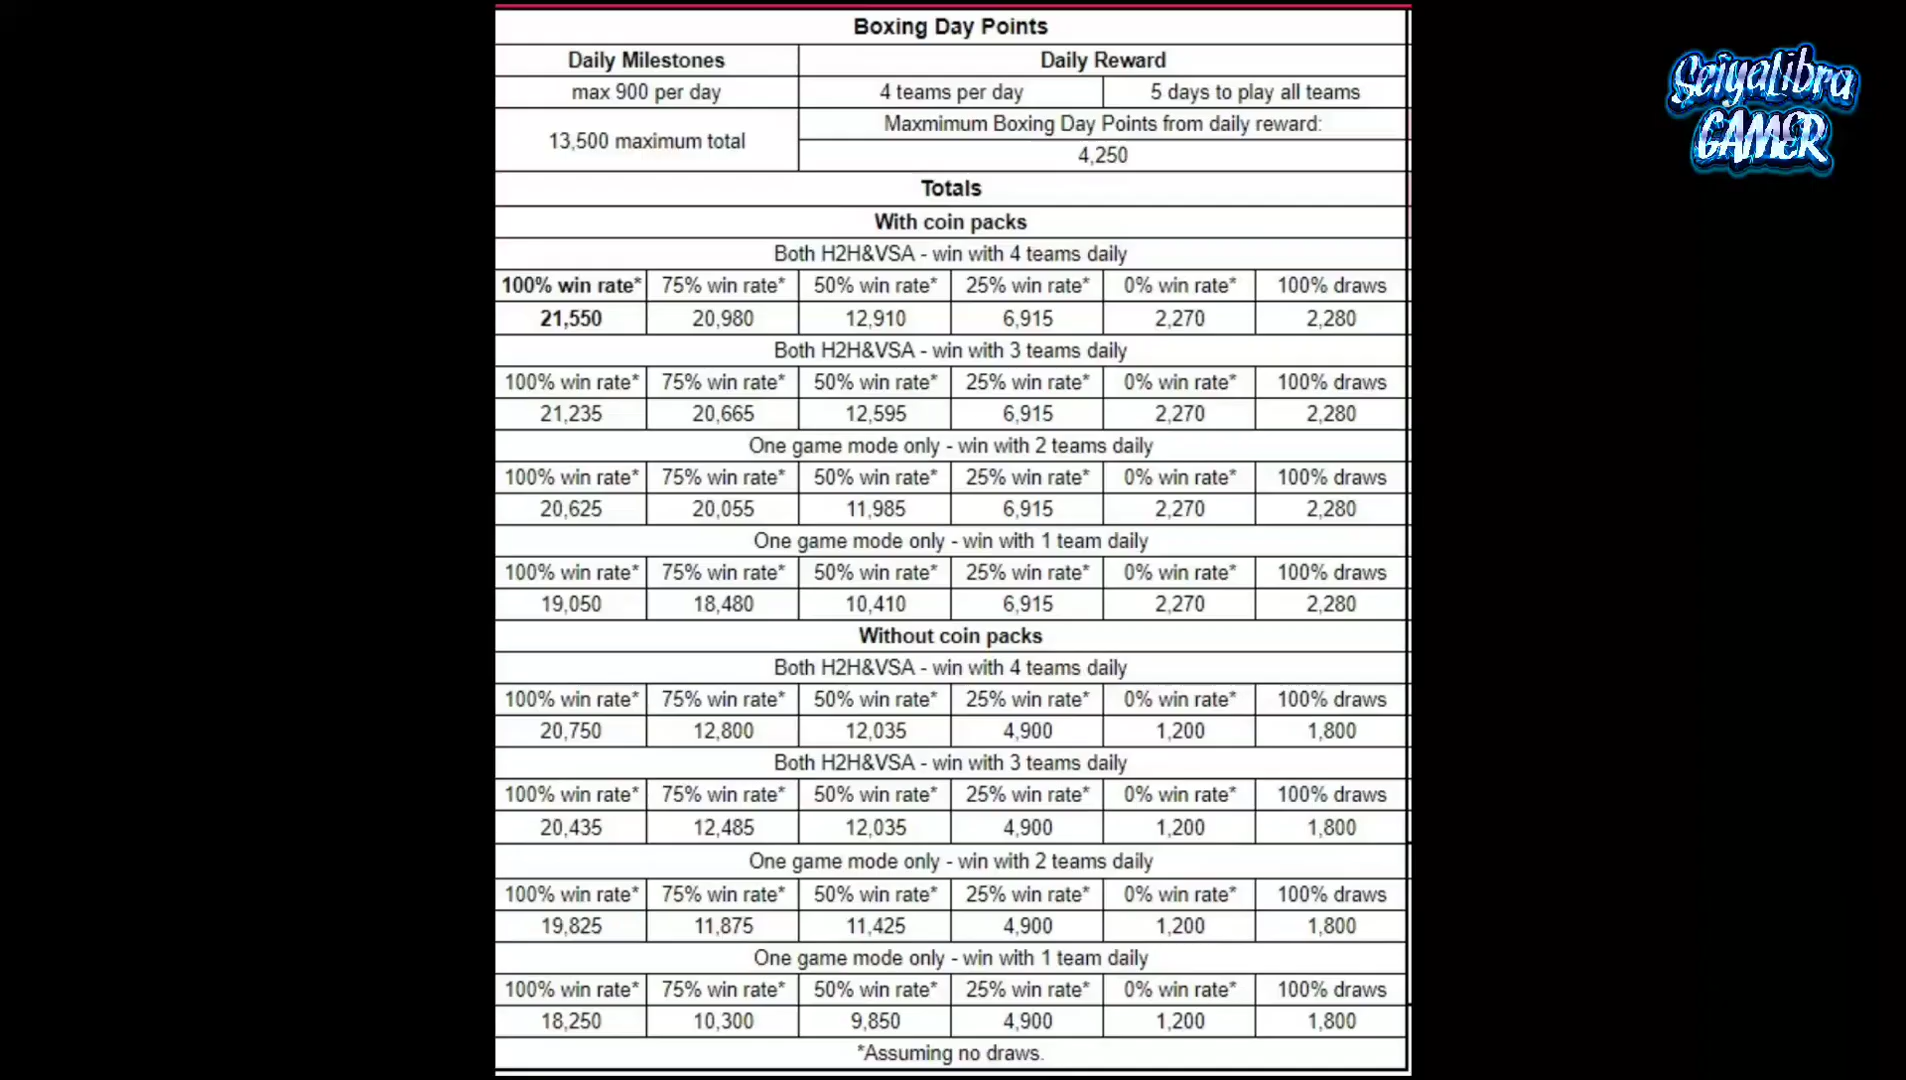 Boxing Day Points
Daily Milestones Daily Reward
max 900 per day 4 teams per day 5 days to play all teams
13,500 maximum total Maxmimum Boxing Day Points from daily reward:
4,250
Totals
With coin packs
Both H2H&VSA - win with 4 teams daily
100% win rate* 75% win rate* 50% win rate* 25% win rate* 0% win rate* 100% draws
21,550 20,980 12,910 6,915 2,270 2,280
Both H2H&VSA - win with 3 teams daily
100% win rate* 75% win rate* 50% win rate* 25% win rate* 0% win rate* 100% draws
21,235 20,665 12,595 6,915 2,270 2,280
One game mode only - win with 2 teams daily
100% win rate* 75% win rate* 50% win rate* 25% win rate* 0% win rate* 100% draws
20,625 20,055 11,985 6,915 2,270 2,280
One game mode only - win with 1 team daily
100% win rate* 75% win rate* 50% win rate* 25% win rate* 0% win rate* 100% draws
19,050 18,480 10,410 6,915 2,270 2,280
Without coin packs
Both H2H&VSA - win with 4 teams daily
100% win rate* 75% win rate* 50% win rate* 25% win rate* 0% win rate* 100% draws
20,750 12,800 12,035 4,900 1,200 1,800
Both H2H&VSA - win with 3 teams daily
100% win rate* 75% win rate* 50% win rate* 25% win rate* 0% win rate* 100% draws
20,435 12,485 12,035 4,900 1,200 1,800
One game mode only - win with 2 teams daily
100% win rate* 75% win rate* 50% win rate* 25% win rate* 0% win rate* 100% draws
19,825 11,875 11,425 4,900 1,200 1,800
One game mode only - win with 1 team daily
100% win rate* 75% win rate* 50% win rate* 25% win rate* 0% win rate* 100% draws
18,250 10,300 9,850 4,900 1,200 1,800
*Assuming no draws.
Seiyalibra
GAMER